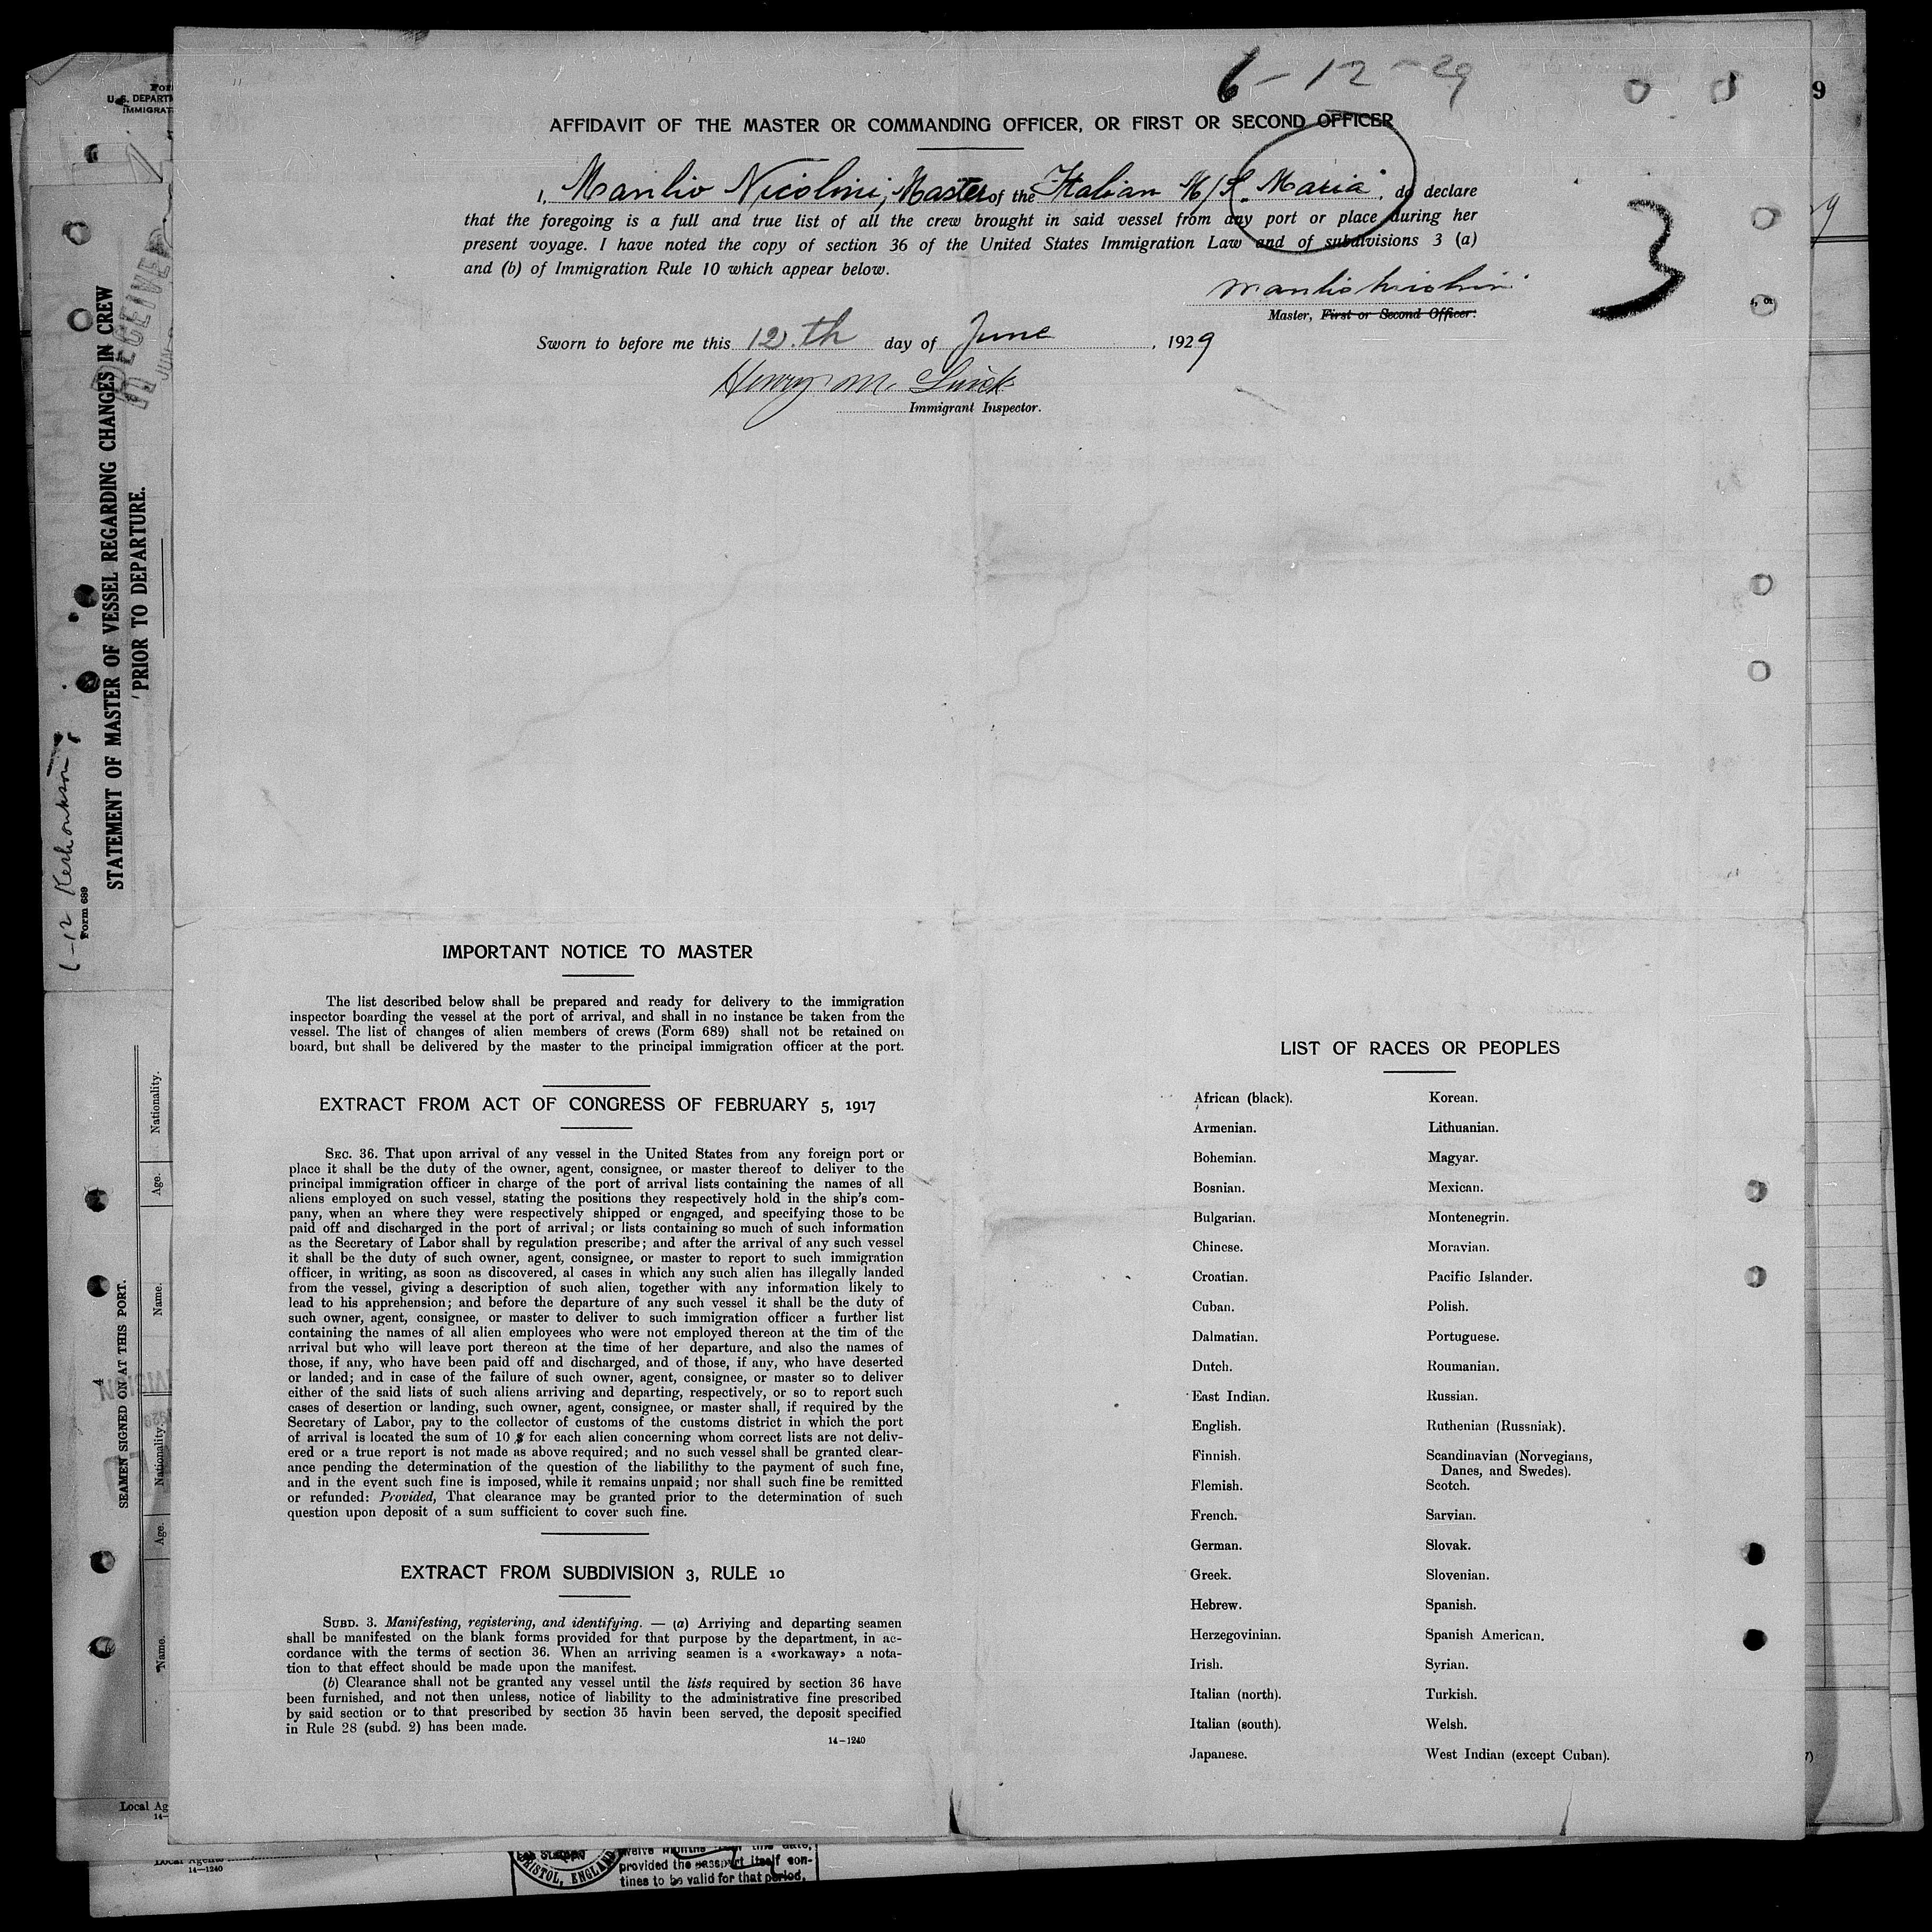 6-12-29
AFFIDAVIT OF THE MASTER OR COMMANDING OFFICER, OR FIRST OR SECOND OFFICER
I, Manlio Nicolini, Master of the Italian M/S. Maria, do declare
that the foregoing is a full and true list of all the crew brought in said vessel from any port or place during her
present voyage. I have noted the copy of section 36 of the United States Immigration Law and of subdivisions 3 (a)
and (b) of Immigration Rule 10 which appear below.
3
Manlio Nicolini
Master, First or Second Officer:
Sworn to before me this 12.th day of June, 1929
Henry M.
Immigrant Inspector.
IMPORTANT NOTICE TO MASTER
The list described below shall be prepared and ready for delivery to the immigration
inspector boarding the vessel at the port of arrival, and shall in no instance be taken from the
vessel. The list of changes of alien members of crews (Form 689) shall not be retained on
board, but shall be delivered by the master to the principal immigration officer at the port.
EXTRACT FROM ACT OF CONGRESS OF FEBRUARY 5, 1917
SEC. 36. That upon arrival of any vessel in the United States from any foreign port or
place it shall be the duty of the owner, agent, consignee, or master thereof to deliver to the
principal immigration officer in charge of the port of arrival lists containing the names of all
aliens employed on such vessel, stating the positions they respectively hold in the ship's com-
pany, when an where they were respectively shipped or engaged, and specifying those to be
paid off and discharged in the port of arrival; or lists containing so much of such information
as the Secretary of Labor shall by regulation prescribe; and after the arrival of any such vessel
it shall be the duty of such owner, agent, consignee, or master to report to such immigration
officer, in writing, as soon as discovered, al cases in which any such alien has illegally landed
from the vessel, giving a description of such alien, together with any information likely to
lead to his apprehension; and before the departure of any such vessel it shall be the duty of
such owner, agent, consignee, or master to deliver to such immigration officer a further list
containing the names of all alien employees who were not employed thereon at the tim of the
arrival but who will leave port thereon at the time of her departure, and also the names of
those, if any, who have been paid off and discharged, and of those, if any, who have deserted
or landed; and in case of the failure of such owner, agent, consignee, or master so to deliver
either of the said lists of such aliens arriving and departing, respectively, or so to report such
cases of desertion or landing, such owner, agent, consignee, or master shall, if required by the
Secretary of Labor, pay to the collector of customs of the customs district in which the port
of arrival is located the sum of 10 $ for each alien concerning whom correct lists are not deliv-
ered or a true report is not made as above required; and no such vessel shall be granted clear-
ance pending the determination of the question of the liabilithy to the payment of such fine,
and in the event such fine is imposed, while it remains unpaid; nor shall such fine be remitted
or refunded: Provided, That clearance may be granted prior to the determination of such
question upon deposit of a sum sufficient to cover such fine.
EXTRACT FROM SUBDIVISION 3, RULE 10
SUBD. 3. Manifesting, registering, and identifying. — (a) Arriving and departing seamen
shall be manifested on the blank forms provided for that purpose by the department, in ac-
cordance with the terms of section 36. When an arriving seamen is a «workaway» a nota-
tion to that effect should be made upon the manifest.
(b) Clearance shall not be granted any vessel until the lists required by section 36 have
been furnished, and not then unless, notice of liability to the administrative fine prescribed
by said section or to that prescribed by section 35 havin been served, the deposit specified
in Rule 28 (subd. 2) has been made.
14-1240
LIST OF RACES OR PEOPLES
African (black).
Armenian.
Bohemian.
Bosnian.
Bulgarian.
Chinese.
Croatian.
Cuban.
Dalmatian.
Dutch.
East Indian.
English.
Finnish.
Flemish.
French.
German.
Greek.
Hebrew.
Herzegovinian.
Irish.
Italian (north).
Italian (south).
Japanese.
Korean.
Lithuanian.
Magyar.
Mexican.
Montenegrin.
Moravian.
Pacific Islander.
Polish.
Portuguese.
Roumanian.
Russian.
Ruthenian (Russniak).
Scandinavian (Norvegians,
Danes, and Swedes).
Scotch.
Sarvian.
Slovak.
Slovenian.
Spanish.
Spanish American.
Syrian.
Turkish.
Welsh.
West Indian (except Cuban).
U. S. DEPARTM
IMMIGRAT
RECEIVED
JUN
STATEMENT OF MASTER OF VESSEL REGARDING CHANGES IN CREW
PRIOR TO DEPARTURE.
Form 689
6-12
SEAMEN SIGNED ON AT THIS PORT.
Name.
Age.
Nationality.
Name.
Age.
Nationality.
Local Ag
14-
Local Agent
14-1240
BRISTOL, ENGLAND
twelve months from this date,
provided the passport itself con-
tines to be valid for that period.
9